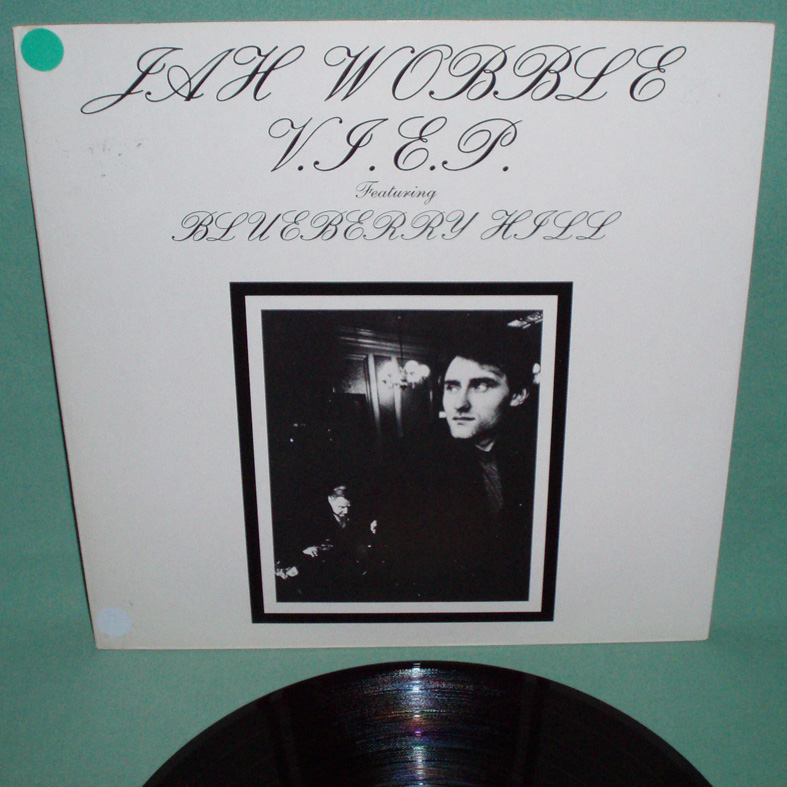 JAH WOBBLE
V.I.E.P.
Featuring
BLUEBERRY HILL